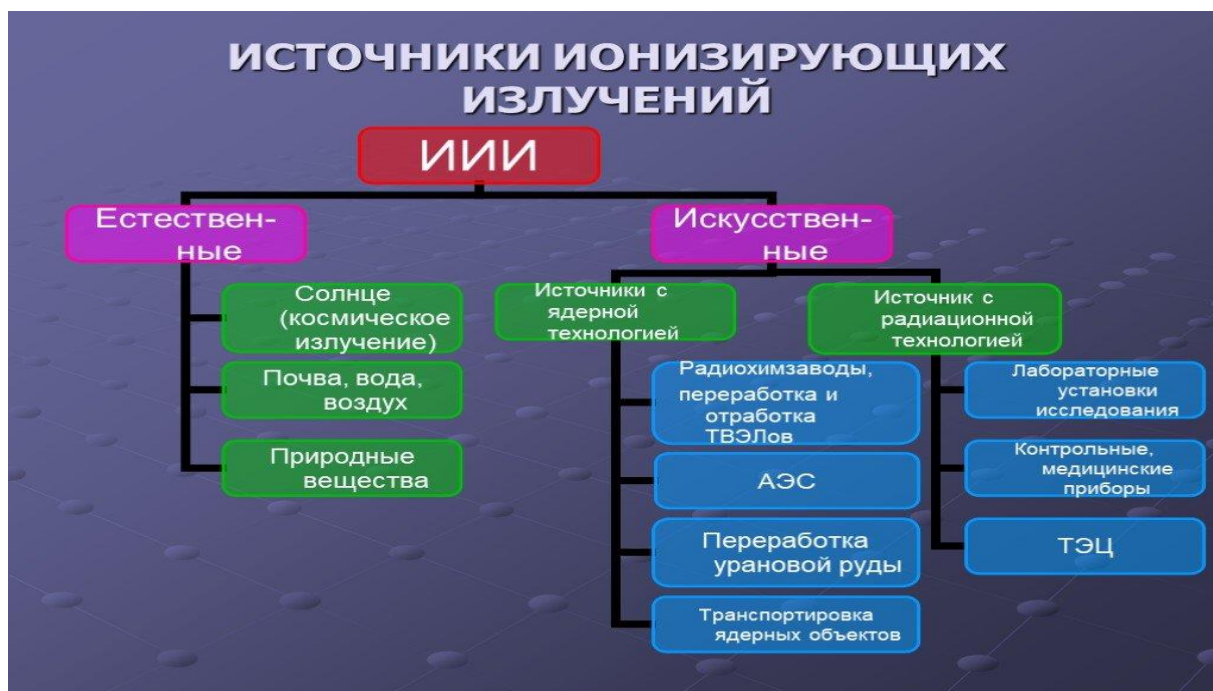 ИСТОЧНИКИ ИОНИЗИРУЮЩИХ
ИЗЛУЧЕНИЙ
ИИИ
Естествен-
ные
Солнце
(космическое
излучение)
Почва, вода,
воздух
Природные
вещества
Искусствен-
ные
Источники с
ядерной
технологией
Радиохимзаводы,
переработка и
отработка
ТВЭЛов
АЭС
Переработка
урановой руды
Транспортировка
ядерных объектов
Источник с
радиационной
технологией
Лабораторные
установки
исследования
Контрольные,
медицинские
приборы
ТЭЦ